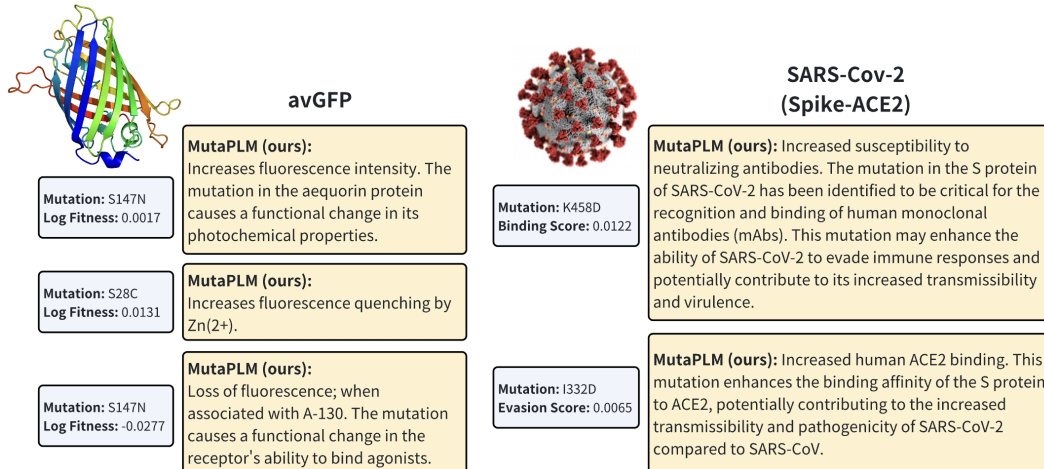 avGFP
MutaPLM (ours):
Increases fluorescence intensity. The
mutation in the aequorin protein
causes a functional change in its
photochemical properties.
Mutation: S147N
Log Fitness: 0.0017
MutaPLM (ours):
Increases fluorescence quenching by
Zn(2+).
Mutation: S28C
Log Fitness: 0.0131
MutaPLM (ours):
Loss of fluorescence; when
associated with A-130. The mutation
causes a functional change in the
receptor's ability to bind agonists.
Mutation: S147N
Log Fitness: -0.0277
SARS-Cov-2
(Spike-ACE2)
MutaPLM (ours): Increased susceptibility to
neutralizing antibodies. The mutation in the S protein
of SARS-CoV-2 has been identified to be critical for the
recognition and binding of human monoclonal
antibodies (mAbs). This mutation may enhance the
ability of SARS-CoV-2 to evade immune responses and
potentially contribute to its increased transmissibility
and virulence.
Mutation: K458D
Binding Score: 0.0122
MutaPLM (ours): Increased human ACE2 binding. This
mutation enhances the binding affinity of the S protein
to ACE2, potentially contributing to the increased
transmissibility and pathogenicity of SARS-CoV-2
compared to SARS-CoV.
Mutation: I332D
Evasion Score: 0.0065